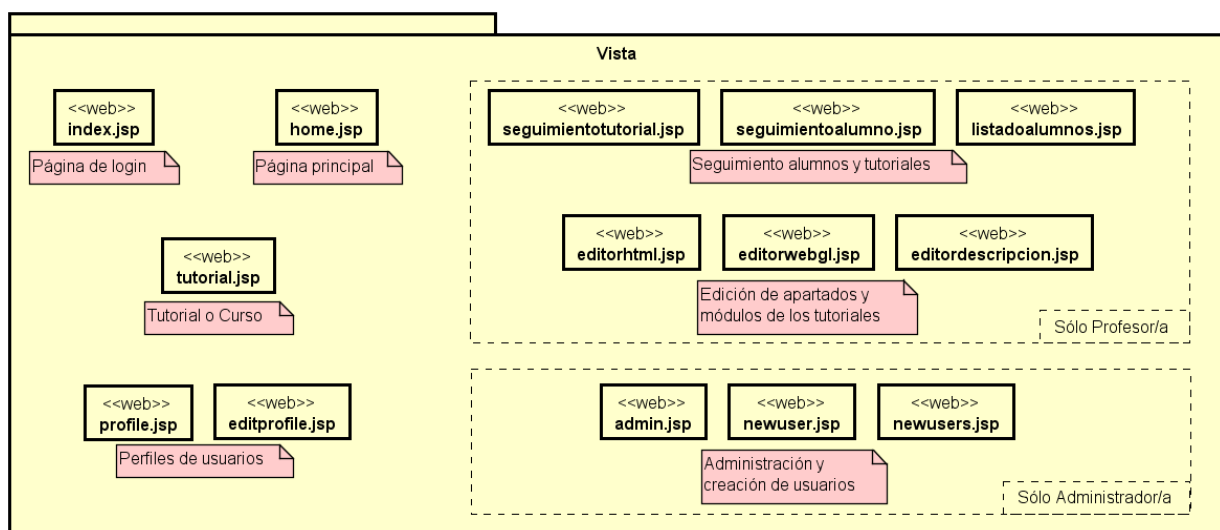 Vista
<<web>>
index.jsp
Página de login
<<web>>
home.jsp
Página principal
<<web>>
tutorial.jsp
Tutorial o Curso
<<web>>
profile.jsp
<<web>>
editprofile.jsp
Perfiles de usuarios
<<web>>
seguimientotutorial.jsp
<<web>>
seguimientoalumno.jsp
<<web>>
listadoalumnos.jsp
Seguimiento alumnos y tutoriales
<<web>>
editorhtml.jsp
<<web>>
editorwebgl.jsp
<<web>>
editordescripcion.jsp
Edición de apartados y
módulos de los tutoriales
Sólo Profesor/a
<<web>>
admin.jsp
<<web>>
newuser.jsp
<<web>>
newusers.jsp
Administración y
creación de usuarios
Sólo Administrador/a